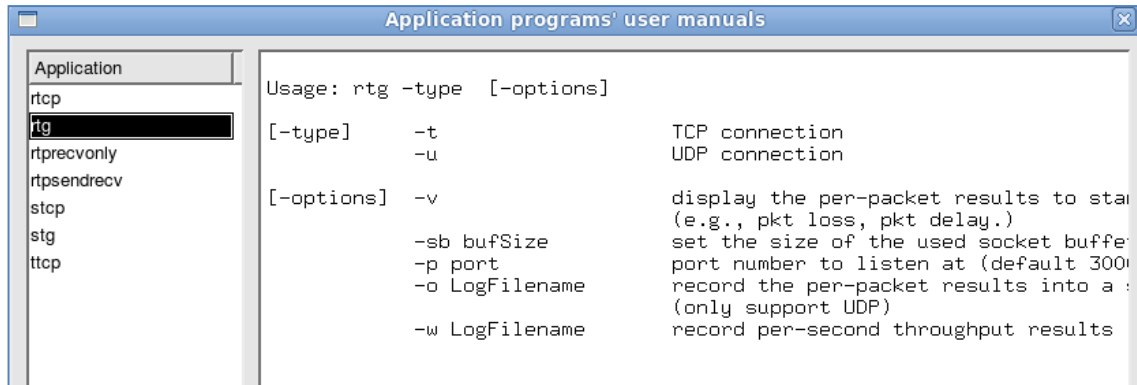 Application programs' user manuals
Application
rtcp
rtg
rtprecvonly
rtpsendrecv
stcp
stg
ttcp
Usage: rtg -type [-options]
[-type] -t TCP connection
-u UDP connection
[-options] -v display the per-packet results to
(e.g., pkt loss, pkt delay.)
-sb bufSize set the size of the used socket
-p port port number to listen at (default
-o LogFilename record the per-packet results into a
(only support UDP)
-w LogFilename record per-second throughput results